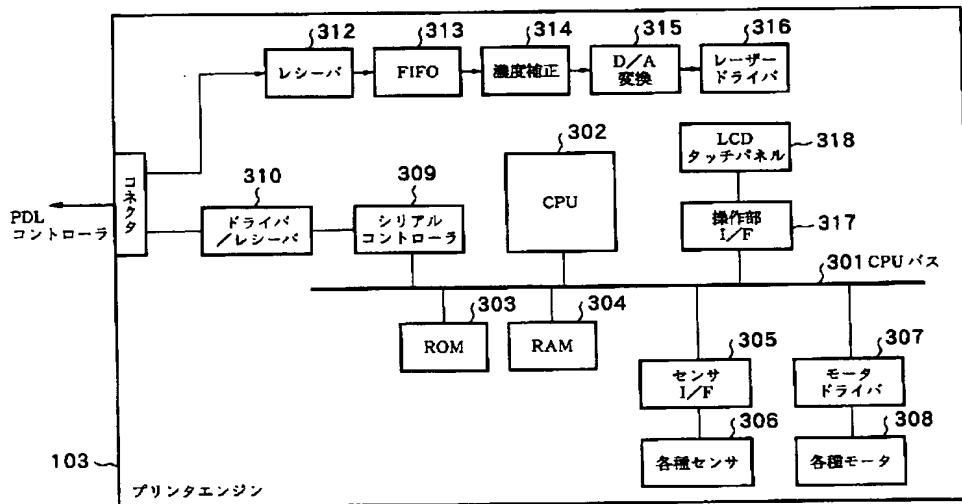 312
313
314
315
316
レシーバ
FIFO
濃度補正
D/A
変換
レーザー
ドライバ
302
LCD
タッチパネル
318
コネクタ
310
309
CPU
PDL
コントローラ
ドライバ
/レシーバ
シリアル
コントローラ
操作部
I/F
317
301 CPUバス
303
304
ROM
RAM
305
307
センサ
I/F
モータ
ドライバ
306
308
各種センサ
各種モータ
103
プリンタエンジン